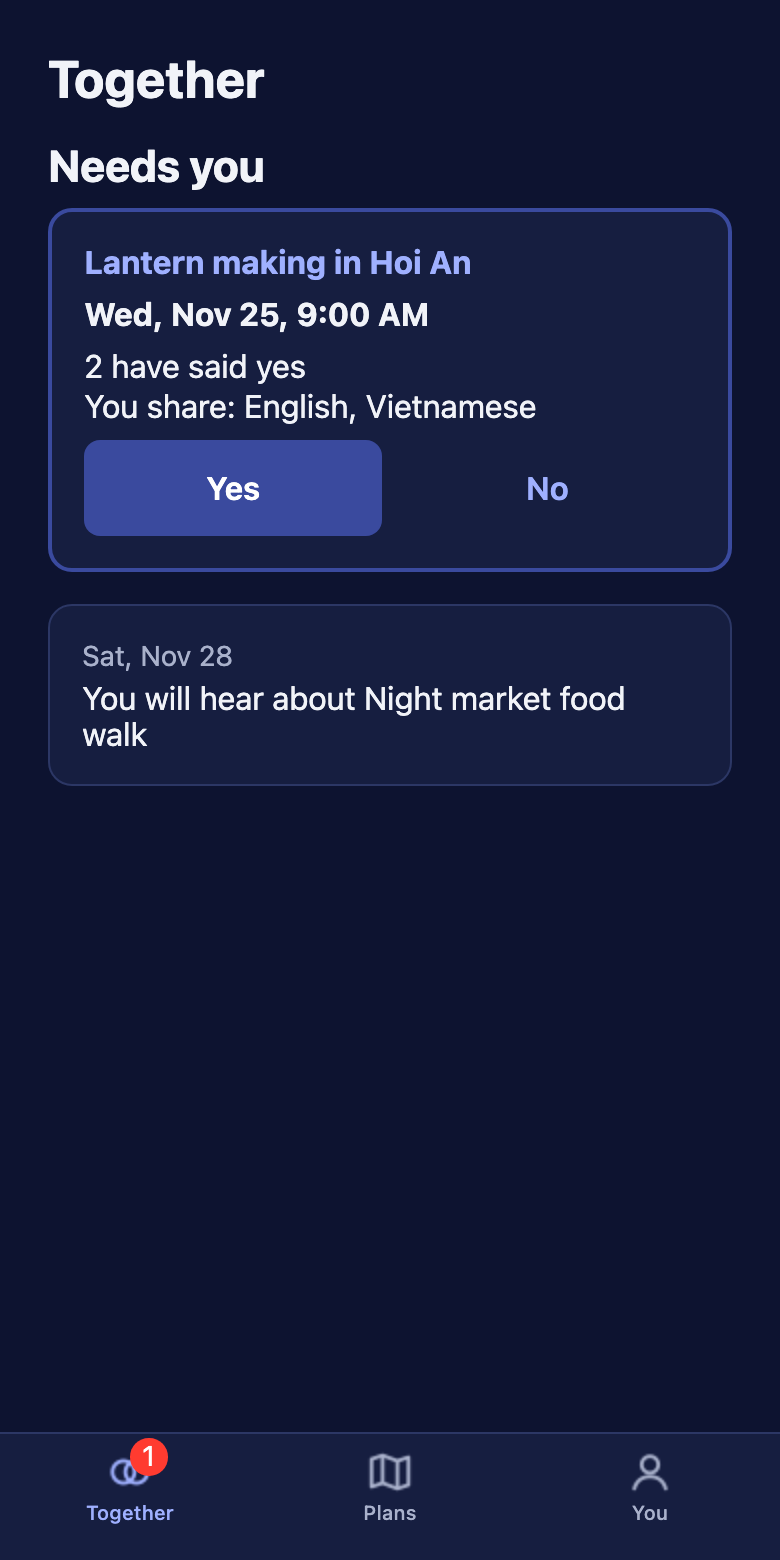 Together
Needs you
Lantern making in Hoi An
Wed, Nov 25, 9:00 AM
2 have said yes
You share: English, Vietnamese
Yes
No
Sat, Nov 28
You will hear about Night market food
walk
1
Together
Plans
You